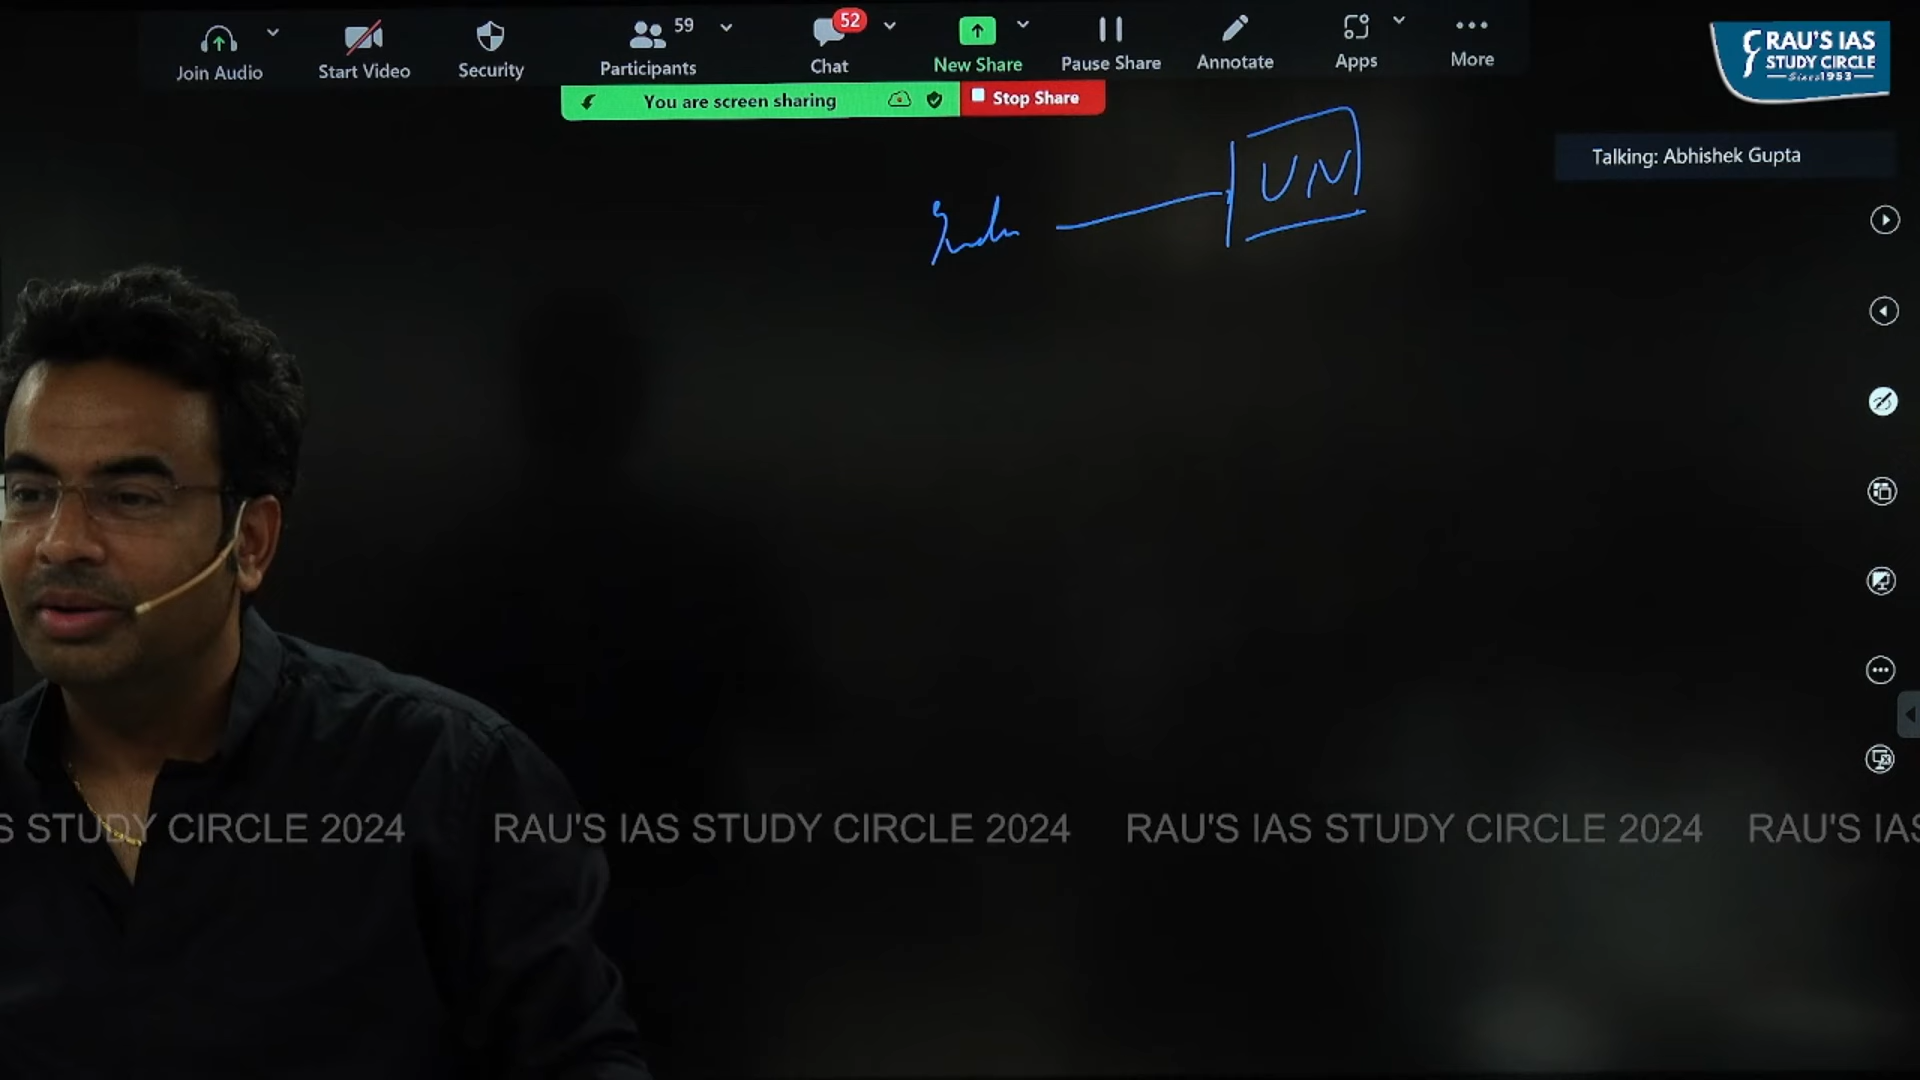 59
52
Join Audio
Start Video
Security
Participants
Chat
New Share
Pause Share
Annotate
Apps
More
You are screen sharing
Stop Share
RAU'S IAS
STUDY CIRCLE
Since 1953
Talking: Abhishek Gupta
UN
S STUDY CIRCLE 2024 RAU'S IAS STUDY CIRCLE 2024 RAU'S IAS STUDY CIRCLE 2024 RAU'S IAS